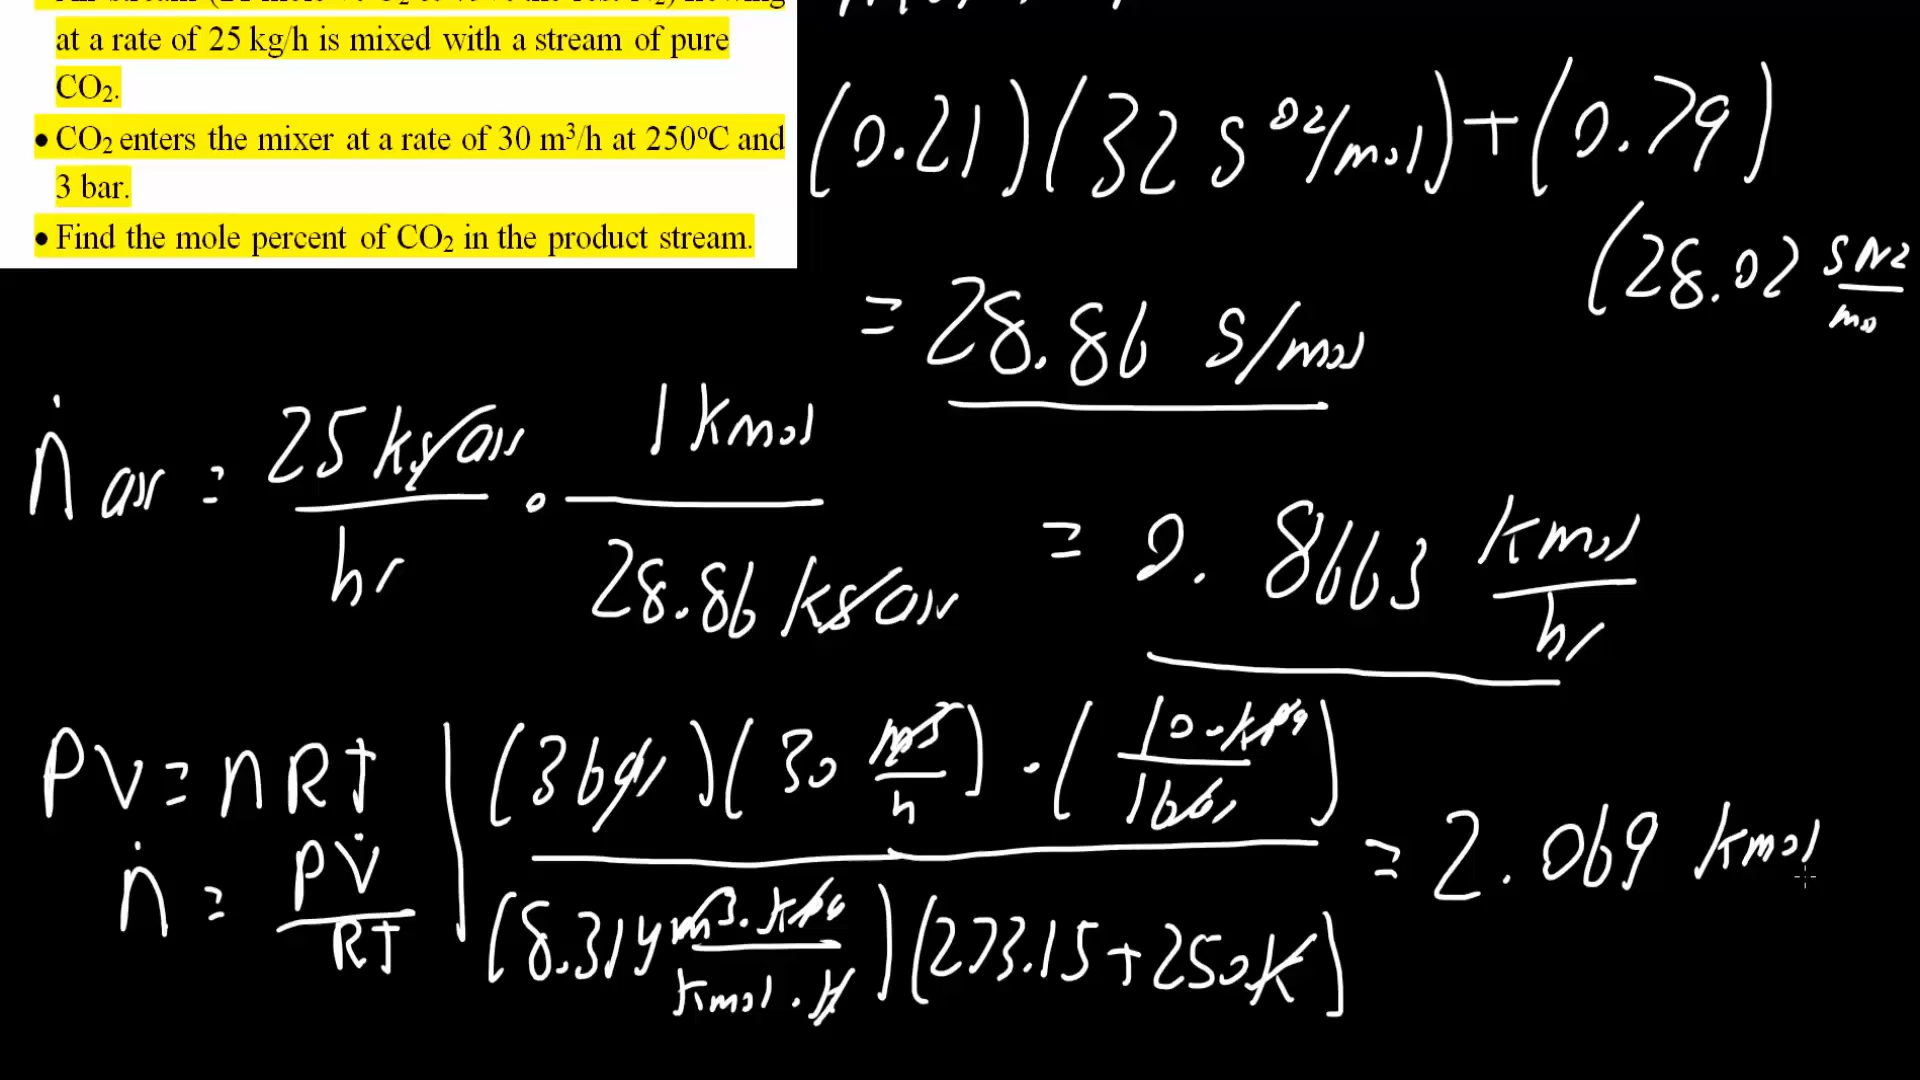 at a rate of 25 kg/h is mixed with a stream of pure
CO₂.
• CO₂ enters the mixer at a rate of 30 m³/h at 250ºC and
3 bar.
• Find the mole percent of CO₂ in the product stream.
(0.21)(32 g O2/mol)+(0.79)
(28.02 g N2/mol
= 28.86 g/mol
ṅ air = 25 kg air/hr · 1 kmol/28.86 kg air = 0.8663 kmol/hr
PV=nRT
ṅ = PV̇/RT
(3 bar)(30 m³/h)·(100 kPa/1 bar)/(8.314 m³·kPa/kmol·K)(273.15+250K) = 2.069 kmol